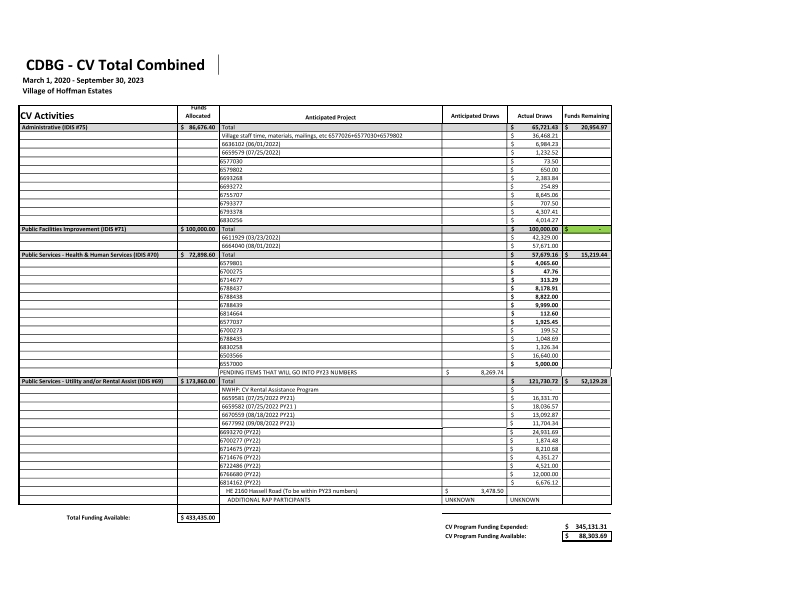 CDBG - CV Total Combined
March 1, 2020 - September 30, 2023
Village of Hoffman Estates
CV Activities Funds Allocated Anticipated Project Anticipated Draws Actual Draws Funds Remaining
Administrative (IDIS #75) $ 86,676.40 Total $ 65,721.43 $ 20,954.97
Village staff time, materials, mailings, etc 6577026+6577030+6579802 $ 36,468.21
6636102 (06/01/2022) $ 6,984.23
6659579 (07/25/2022) $ 1,232.52
6577030 $ 73.50
6579802 $ 650.00
6693268 $ 2,383.84
6693272 $ 254.89
6755707 $ 8,645.06
6793377 $ 707.50
6793378 $ 4,307.41
6830256 $ 4,014.27
Public Facilities Improvement (IDIS #71) $ 100,000.00 Total $ 100,000.00 $ -
6611929 (03/23/2022) $ 42,329.00
6664040 (08/01/2022) $ 57,671.00
Public Services - Health & Human Services (IDIS #70) $ 72,898.60 Total $ 57,679.16 $ 15,219.44
6579801 $ 4,065.60
6700275 $ 47.76
6714677 $ 313.29
6788437 $ 8,178.91
6788438 $ 8,822.00
6788439 $ 9,999.00
6814664 $ 112.60
6577037 $ 1,925.45
6700273 $ 199.52
6788435 $ 1,048.69
6830258 $ 1,326.34
6503566 $ 16,640.00
6557000 $ 5,000.00
PENDING ITEMS THAT WILL GO INTO PY23 NUMBERS $ 8,269.74
Public Services - Utility and/or Rental Assist (IDIS #69) $ 173,860.00 Total $ 121,730.72 $ 52,129.28
NWHP: CV Rental Assistance Program $ -
6659581 (07/25/2022 PY21) $ 16,331.70
6659582 (07/25/2022 PY21 ) $ 18,036.57
6670559 (08/18/2022 PY21) $ 13,092.87
6677992 (09/08/2022 PY21) $ 11,704.34
6693270 (PY22) $ 24,931.69
6700277 (PY22) $ 1,874.48
6714675 (PY22) $ 8,210.68
6714676 (PY22) $ 4,351.27
6722486 (PY22) $ 4,521.00
6766680 (PY22) $ 12,000.00
6814162 (PY22) $ 6,676.12
HE 2160 Hassell Road (To be within PY23 numbers) $ 3,478.50
ADDITIONAL RAP PARTICIPANTS UNKNOWN UNKNOWN
Total Funding Available: $ 433,435.00
CV Program Funding Expended: $ 345,131.31
CV Program Funding Available: $ 88,303.69